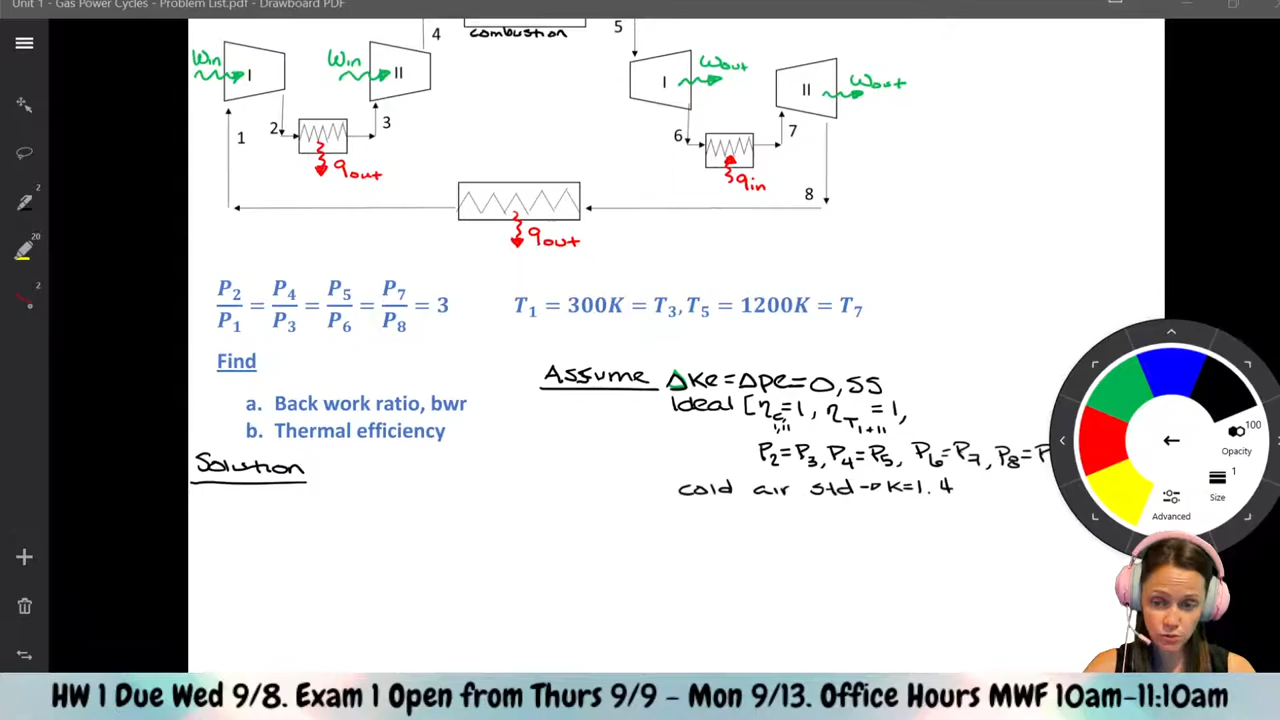 Unit 1 - Gas Power Cycles - Problem List.pdf - Drawboard PDF
4
combustion
5
Win
I
Win
II
I
Wout
II
Wout
1
2
3
qout
6
7
qin
8
qout
P2/P1 = P4/P3 = P5/P6 = P7/P8 = 3
T1 = 300K = T3, T5 = 1200K = T7
Find
a. Back work ratio, bwr
b. Thermal efficiency
Assume ΔKe=ΔPe=0, SS
Ideal [ηc I,II =1, ηT I+II =1,
P2=P3, P4=P5, P6=P7, P8=P
cold air std → K=1.4
Solution
2
20
2
100
Opacity
1
Size
Advanced
HW 1 Due Wed 9/8. Exam 1 Open from Thurs 9/9 - Mon 9/13. Office Hours MWF 10am-11:10am